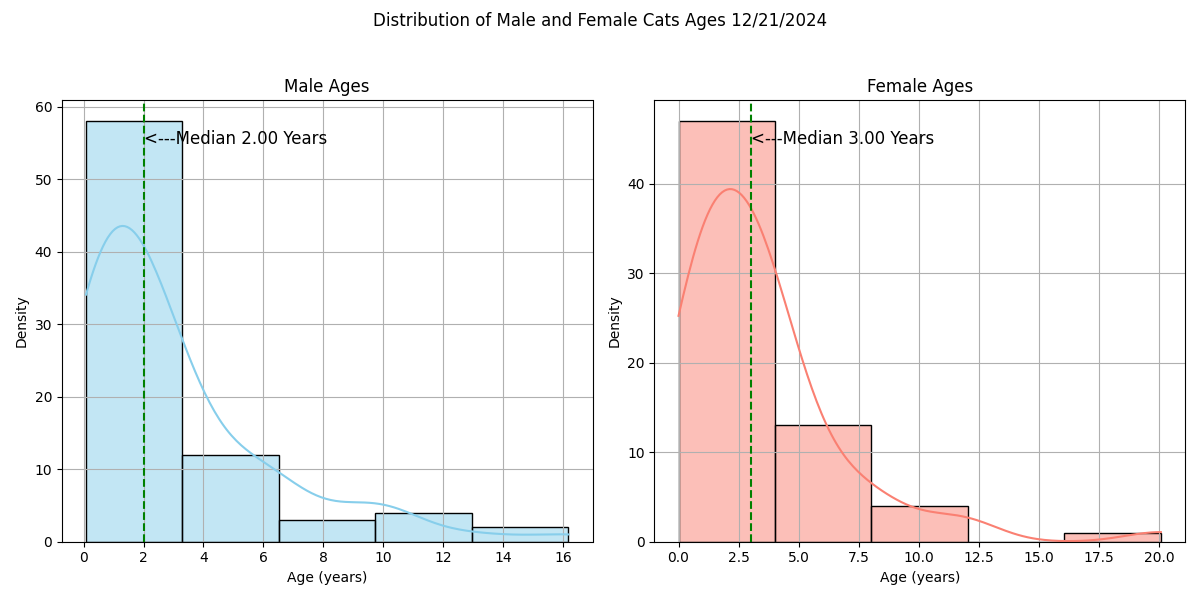 Distribution of Male and Female Cats Ages 12/21/2024
Male Ages
60
50
40
30
20
10
0
Density
<---Median 2.00 Years
0 2 4 6 8 10 12 14 16
Age (years)
Female Ages
40
30
20
10
0
Density
<---Median 3.00 Years
0.0 2.5 5.0 7.5 10.0 12.5 15.0 17.5 20.0
Age (years)